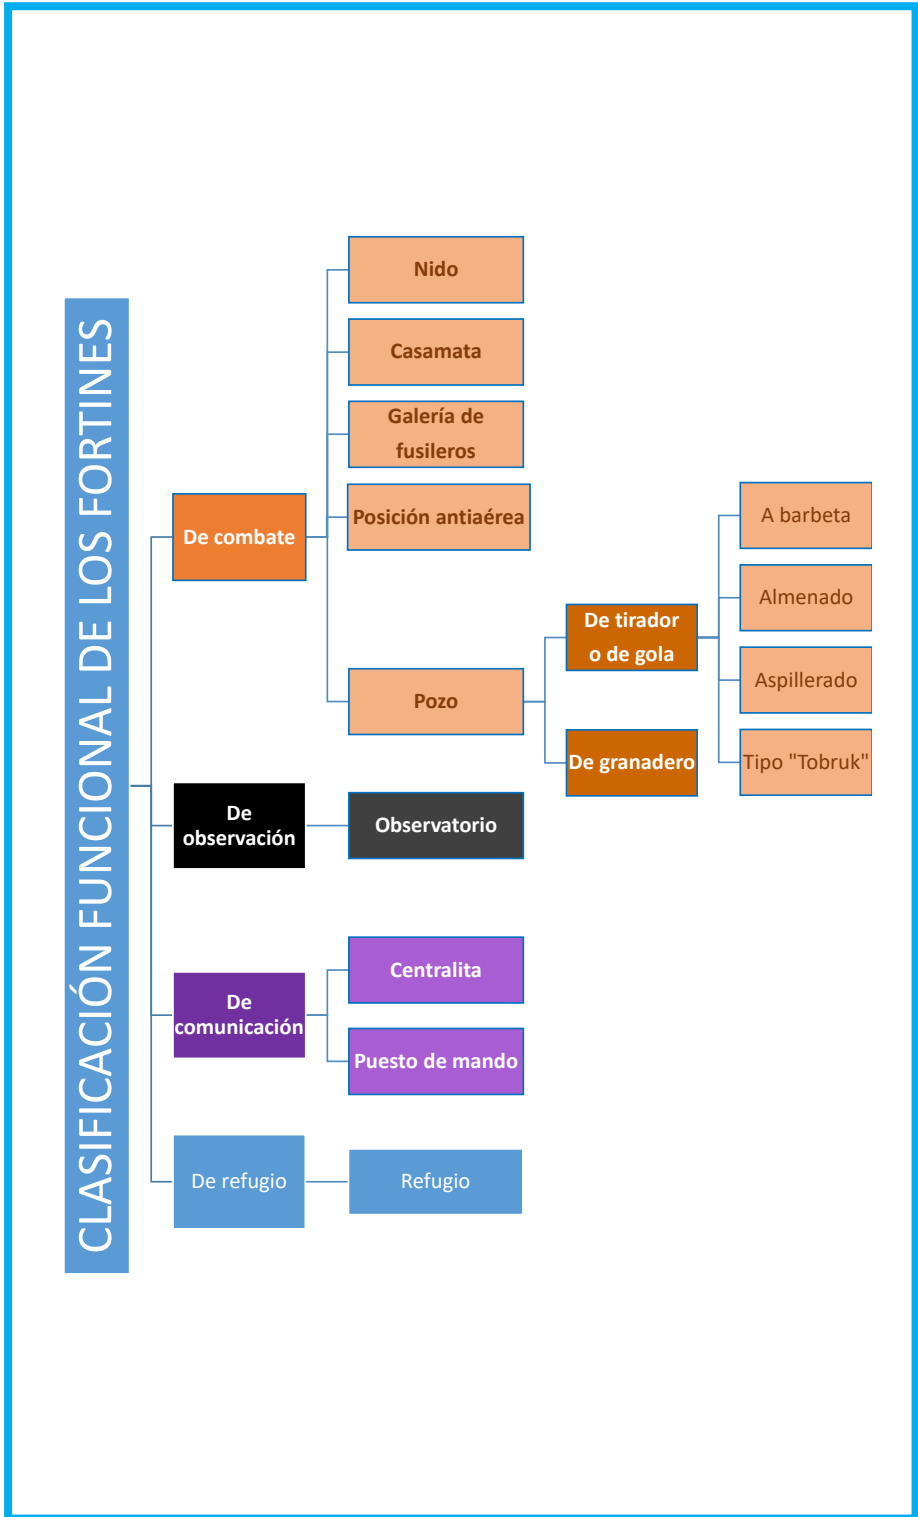 CLASIFICACIÓN FUNCIONAL DE LOS FORTINES
De combate
Nido
Casamata
Galería de
fusileros
Posición antiaérea
Pozo
De tirador
o de gola
A barbeta
Almenado
Aspillerado
Tipo "Tobruk"
De granadero
De
observación
Observatorio
De
comunicación
Centralita
Puesto de mando
De refugio
Refugio